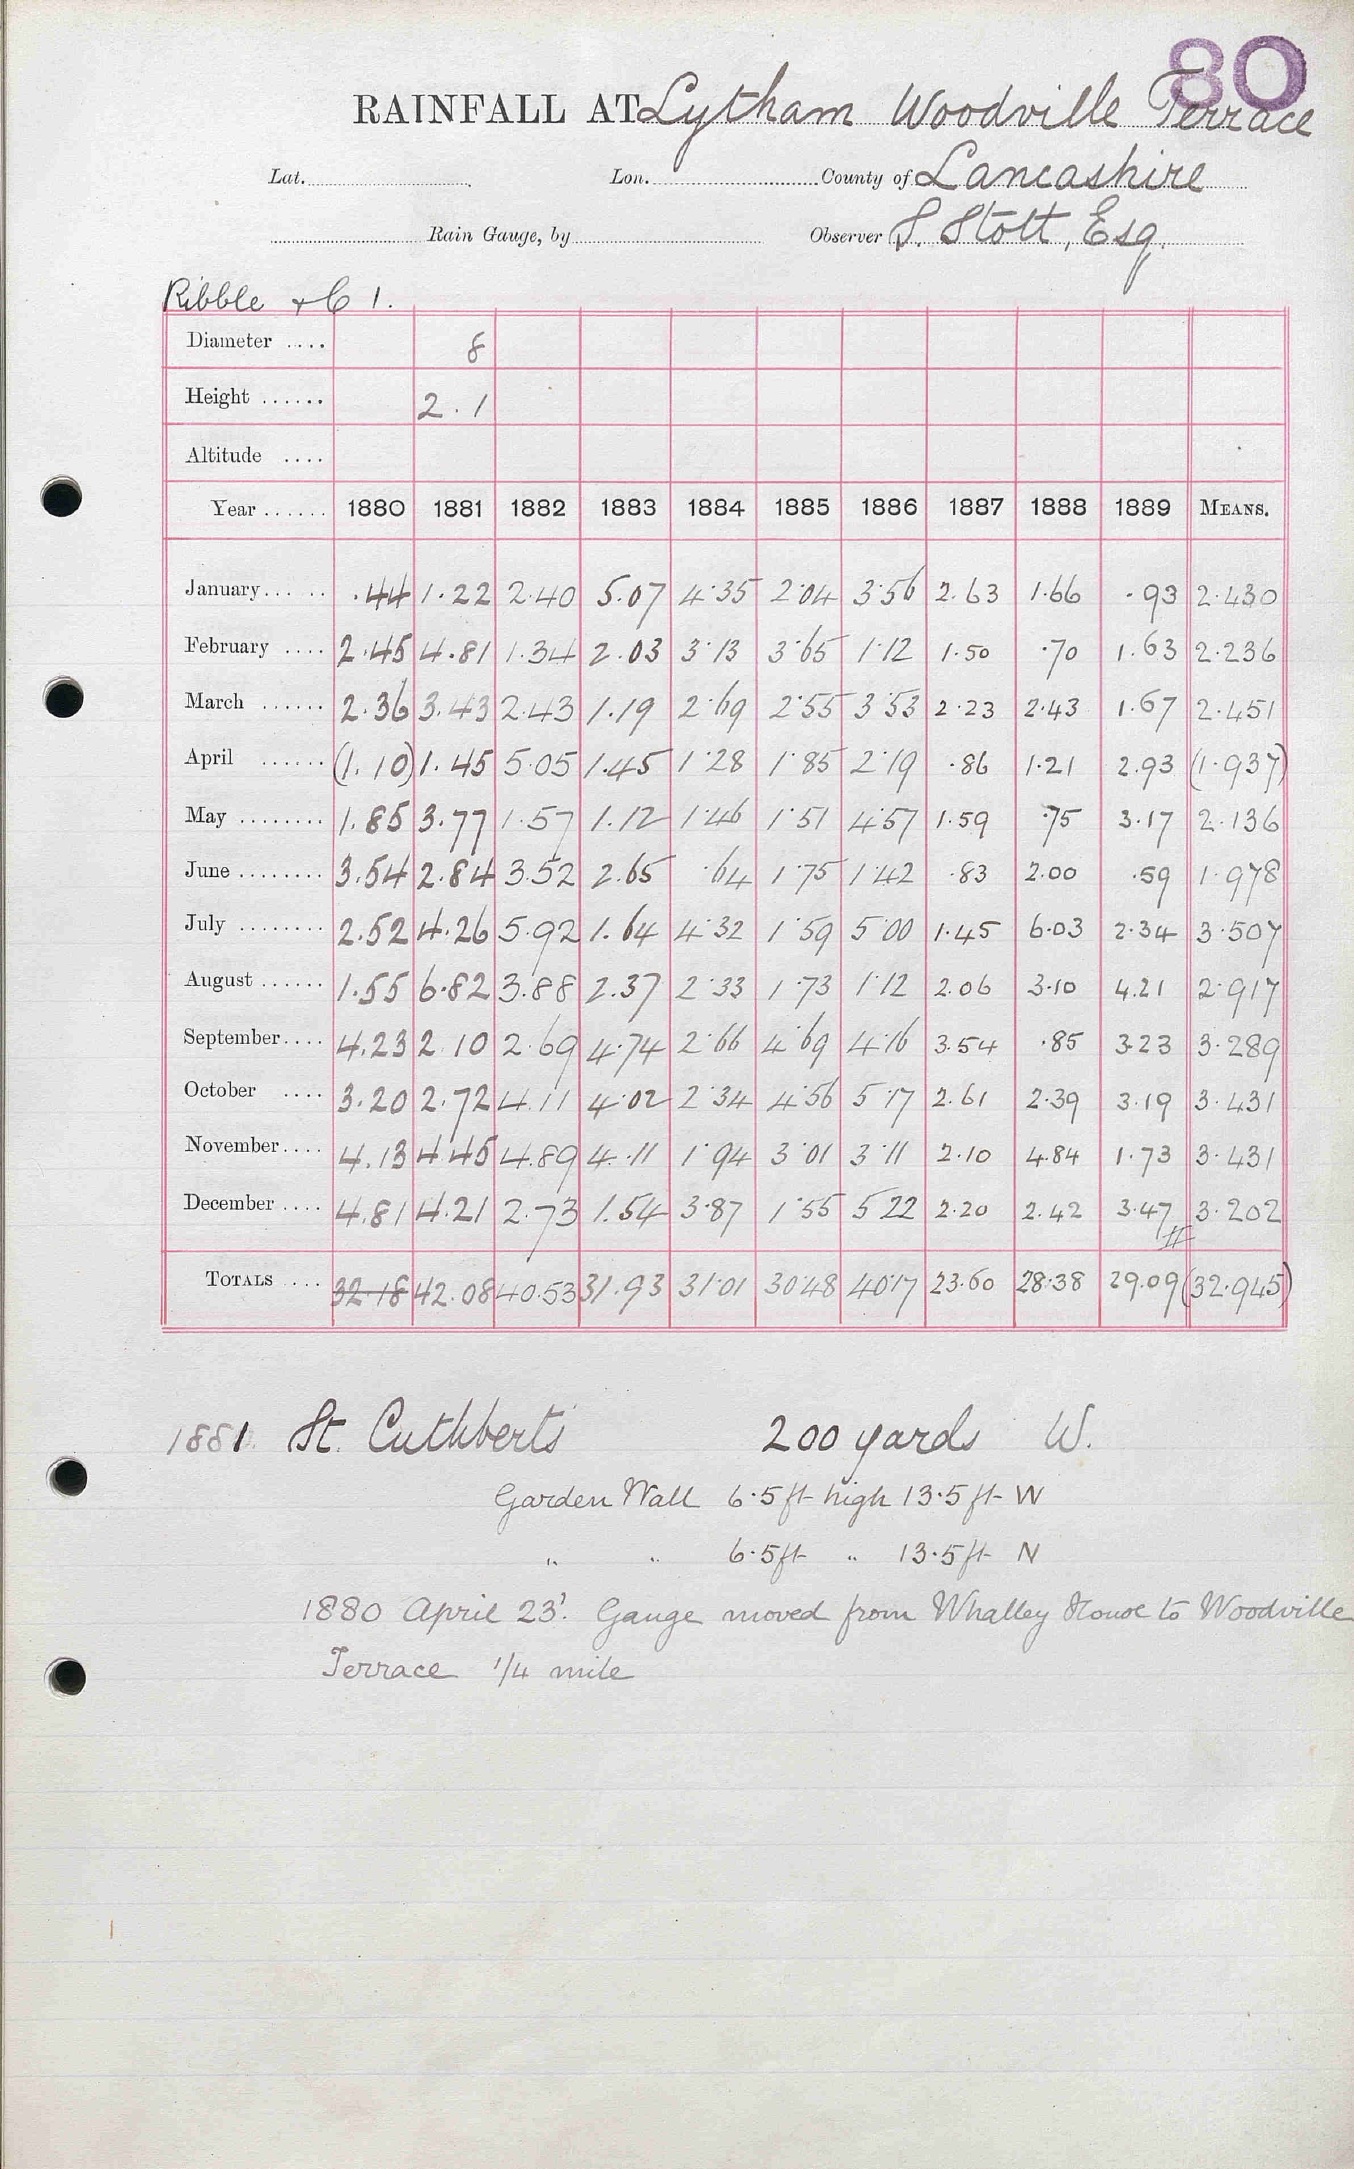 80
RAINFALL AT Lytham Woodville Terrace
Lat. Lon. County of Lancashire
Rain Gauge, by Observer S. Stott, Esq.
Ribble & C 1.
Diameter .... 8
Height ...... 2.1
Altitude ....
Year ...... 1880 1881 1882 1883 1884 1885 1886 1887 1888 1889 MEANS.
January ..... .44 1.22 2.40 5.07 4.35 2.04 3.56 2.63 1.66 .93 2.430
February .... 2.45 4.81 1.34 2.03 3.13 3.65 1.12 1.50 .70 1.63 2.236
March ...... 2.36 3.43 2.43 1.19 2.69 2.55 3.53 2.23 2.43 1.67 2.451
April ...... (1.10) 1.45 5.05 1.45 1.28 1.85 2.19 .86 1.21 2.93 (1.937)
May ........ 1.85 3.77 1.57 1.12 1.46 1.51 4.57 1.59 .75 3.17 2.136
June ........ 3.54 2.84 3.52 2.65 .64 1.75 1.42 .83 2.00 .59 1.978
July ........ 2.52 4.26 5.92 1.64 4.32 1.59 5.00 1.45 6.03 2.34 3.507
August ...... 1.55 6.82 3.88 2.37 2.33 1.73 1.12 2.06 3.10 4.21 2.917
September .... 4.23 2.10 2.69 4.74 2.66 4.69 4.16 3.54 .85 3.23 3.289
October .... 3.20 2.72 4.11 4.02 2.34 4.56 5.17 2.61 2.39 3.19 3.431
November .... 4.13 4.45 4.89 4.11 1.94 3.01 3.11 2.10 4.84 1.73 3.431
December .... 4.81 4.21 2.73 1.54 3.87 1.55 5.22 2.20 2.42 3.47 3.202
TOTALS .... 32.18 42.08 40.53 31.93 31.01 30.48 40.17 23.60 28.38 29.09 (32.945)
1881. St. Cuthberts 200 yards W.
Garden Wall 6.5 ft high 13.5 ft W
" " 6.5 ft " 13.5 ft N
1880 April 23'. Gauge moved from Whalley House to Woodville
Terrace 1/4 mile